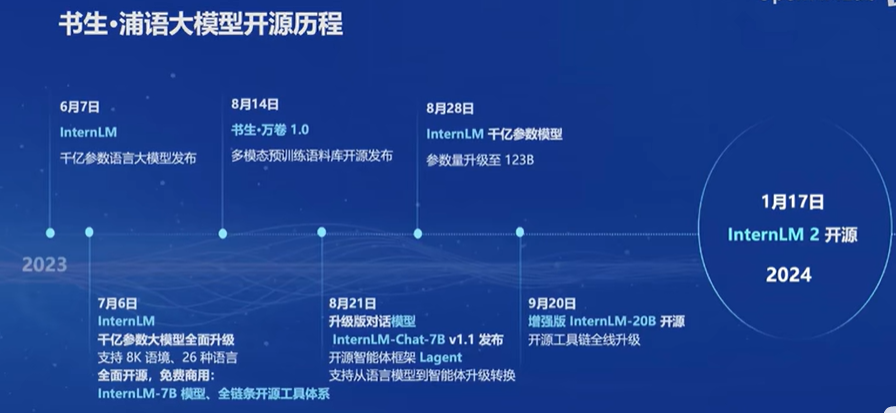 书生·浦语大模型开源历程
6月7日
InternLM
千亿参数语言大模型发布
8月14日
书生·万卷 1.0
多模态预训练语料库开源发布
8月28日
InternLM 千亿参数模型
参数量升级至 123B
2023
7月6日
InternLM
千亿参数大模型全面升级
支持 8K 语境、26 种语言
全面开源，免费商用：
InternLM-7B 模型、全链条开源工具体系
8月21日
升级版对话模型
InternLM-Chat-7B v1.1 发布
开源智能体框架 Lagent
支持从语言模型到智能体升级转换
9月20日
增强版 InternLM-20B 开源
开源工具链全线升级
1月17日
InternLM 2 开源
2024